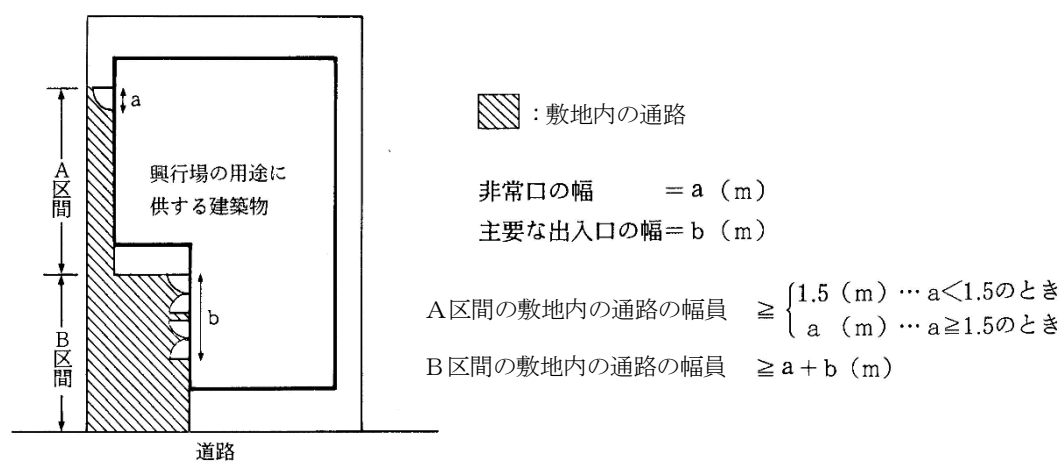 a
A区間
興行場の用途に
供する建築物
b
B区間
道路
:敷地内の通路
非常口の幅 =a (m)
主要な出入口の幅=b (m)
A区間の敷地内の通路の幅員 ≧ {1.5 (m) … a<1.5のとき
a (m) … a≧1.5のとき
B区間の敷地内の通路の幅員 ≧a+b (m)